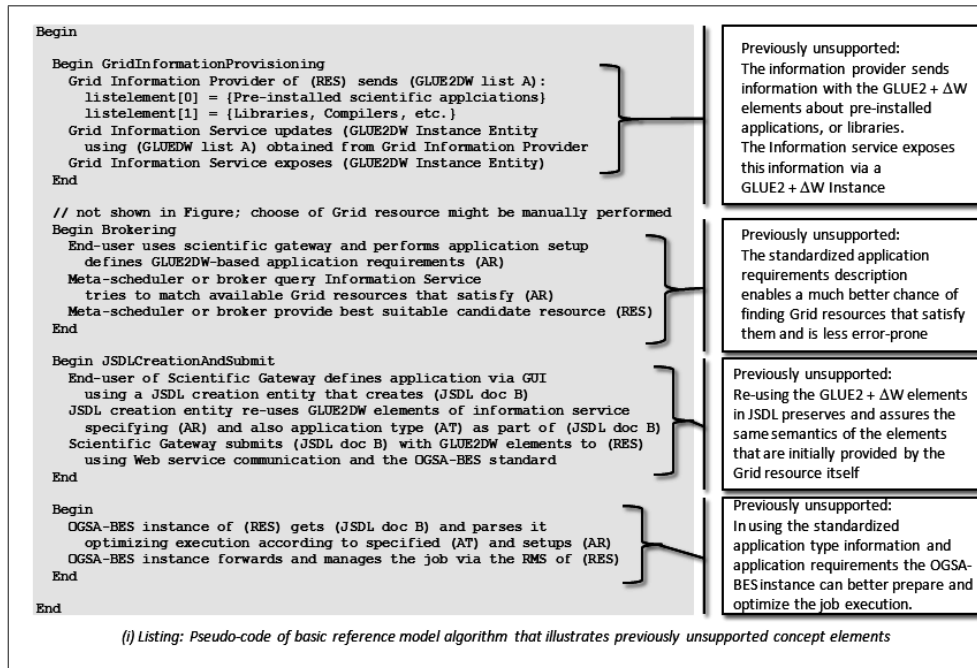 Begin
Begin GridInformationProvisioning
Grid Information Provider of (RES) sends (GLUE2DW list A):
listelement[0] = {Pre-installed scientific applciations}
listelement[1] = {Libraries, Compilers, etc.}
Grid Information Service updates (GLUE2DW Instance Entity
using (GLUEDW list A) obtained from Grid Information Provider
Grid Information Service exposes (GLUE2DW Instance Entity)
End
Previously unsupported:
The information provider sends
information with the GLUE2 + ΔW
elements about pre-installed
applications, or libraries.
The Information service exposes
this information via a
GLUE2 + ΔW Instance
// not shown in Figure; choose of Grid resource might be manually performed
Begin Brokering
End-user uses scientific gateway and performs application setup
defines GLUE2DW-based application requirements (AR)
Meta-scheduler or broker query Information Service
tries to match available Grid resources that satisfy (AR)
Meta-scheduler or broker provide best suitable candidate resource (RES)
End
Previously unsupported:
The standardized application
requirements description
enables a much better chance of
finding Grid resources that satisfy
them and is less error-prone
Begin JSDLCreationAndSubmit
End-user of Scientific Gateway defines application via GUI
using a JSDL creation entity that creates (JSDL doc B)
JSDL creation entity re-uses GLUE2DW elements of information service
specifying (AR) and also application type (AT) as part of (JSDL doc B)
Scientific Gateway submits (JSDL doc B) with GLUE2DW elements to (RES)
using Web service communication and the OGSA-BES standard
End
Previously unsupported:
Re-using the GLUE2 + ΔW elements
in JSDL preserves and assures the
same semantics of the elements
that are initially provided by the
Grid resource itself
Begin
OGSA-BES instance of (RES) gets (JSDL doc B) and parses it
optimizing execution according to specified (AT) and setups (AR)
OGSA-BES instance forwards and manages the job via the RMS of (RES)
End
End
Previously unsupported:
In using the standardized
application type information and
application requirements the OGSA-
BES instance can better prepare and
optimize the job execution.
(i) Listing: Pseudo-code of basic reference model algorithm that illustrates previously unsupported concept elements